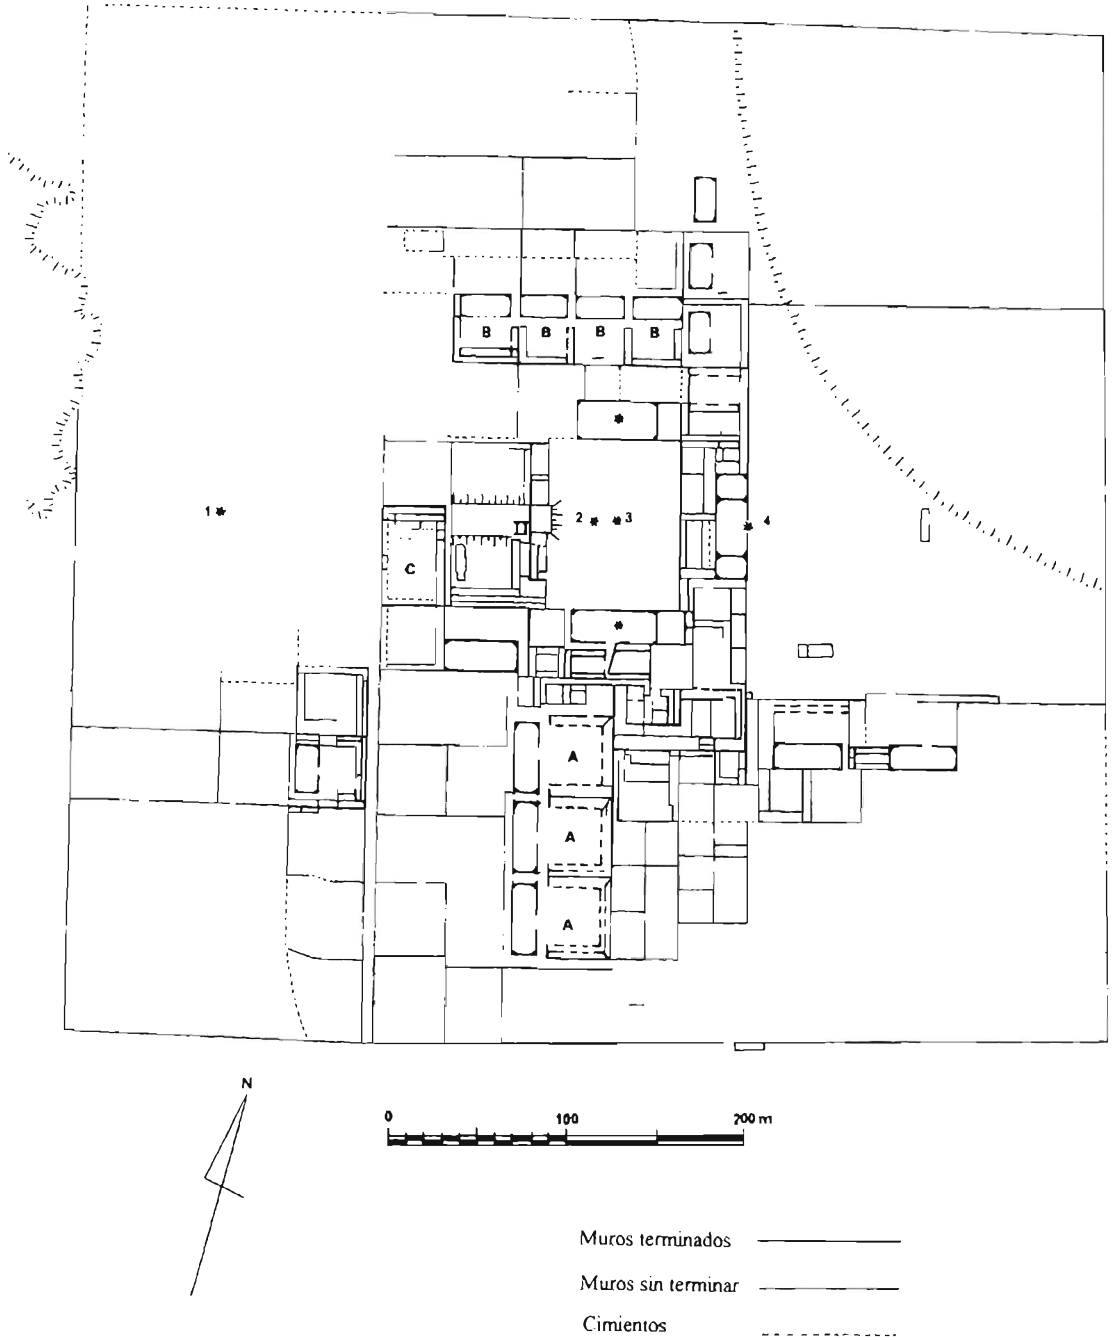 B B B B
1 2 3 4
C
A
A
A
N
0 100 200 m
Muros terminados
Muros sin terminar
Cimientos